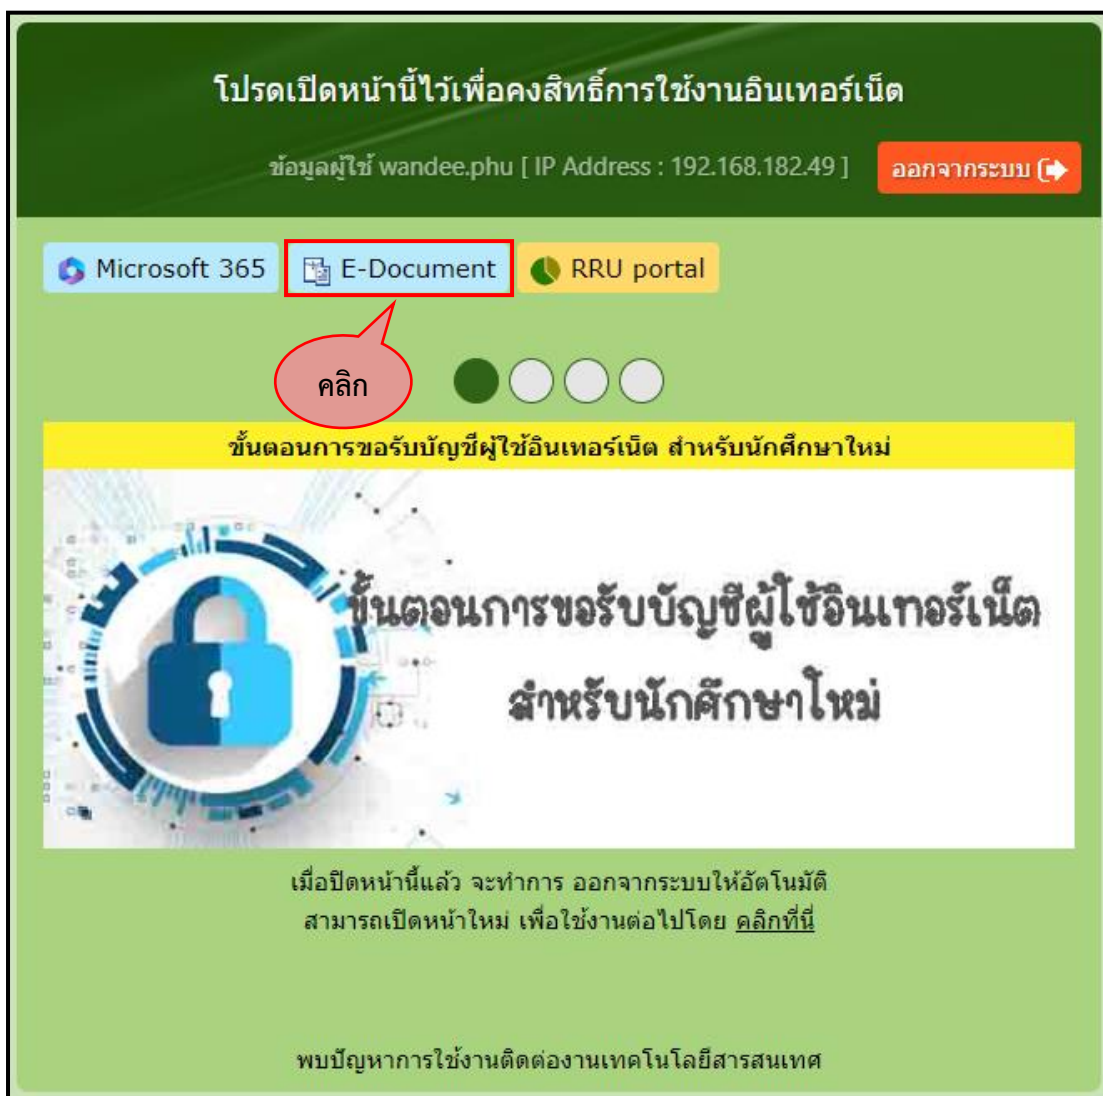 โปรดเปิดหน้านี้ไว้เพื่อคงสิทธิ์การใช้งานอินเทอร์เน็ต
ข้อมูลผู้ใช้ wandee.phu [ IP Address : 192.168.182.49 ] ออกจากระบบ
Microsoft 365 E-Document RRU portal
คลิก
ขั้นตอนการขอรับบัญชีผู้ใช้อินเทอร์เน็ต สำหรับนักศึกษาใหม่
ขั้นตอนการขอรับบัญชีผู้ใช้อินเทอร์เน็ต
สำหรับนักศึกษาใหม่
เมื่อปิดหน้านี้แล้ว จะทำการ ออกจากระบบให้อัตโนมัติ
สามารถเปิดหน้าใหม่ เพื่อใช้งานต่อไปโดย คลิกที่นี่
พบปัญหาการใช้งานติดต่องานเทคโนโลยีสารสนเทศ